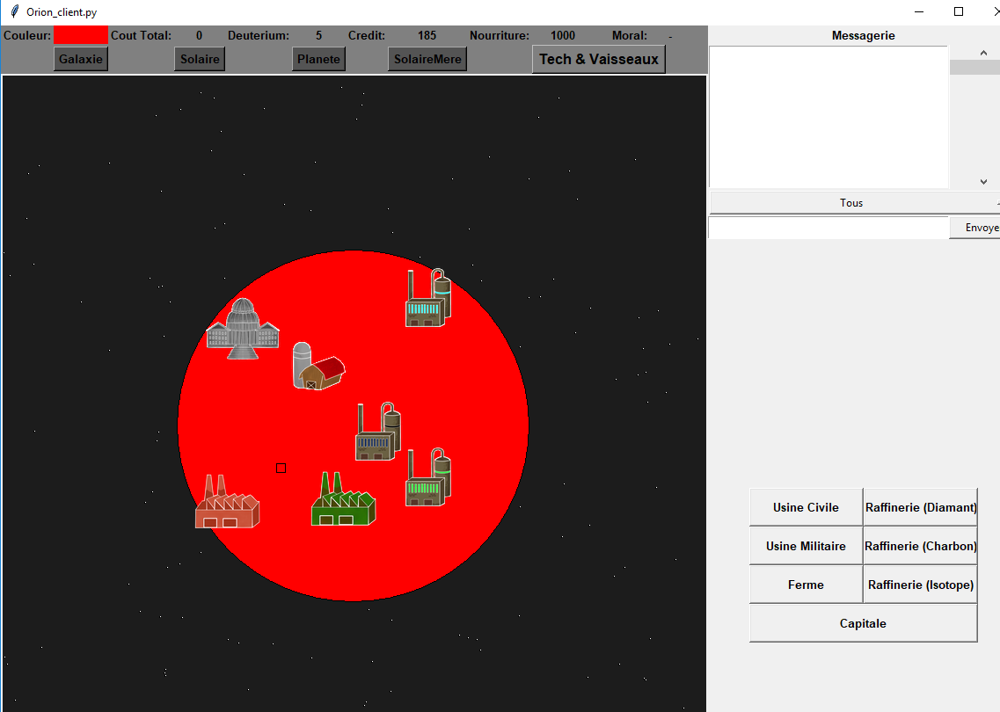 Orion_client.py
Couleur: Cout Total: 0 Deuterium: 5 Credit: 185 Nourriture: 1000 Moral: -
Galaxie Solaire Planete SolaireMere Tech & Vaisseaux
Messagerie
Tous
Envoye
Usine Civile Raffinerie (Diamant)
Usine Militaire Raffinerie (Charbon)
Ferme Raffinerie (Isotope)
Capitale